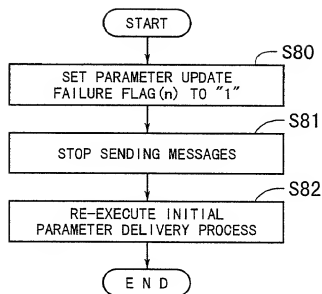 START
S80
SET PARAMETER UPDATE
FAILURE FLAG(n) TO "1"
S81
STOP SENDING MESSAGES
S82
RE-EXECUTE INITIAL
PARAMETER DELIVERY PROCESS
END